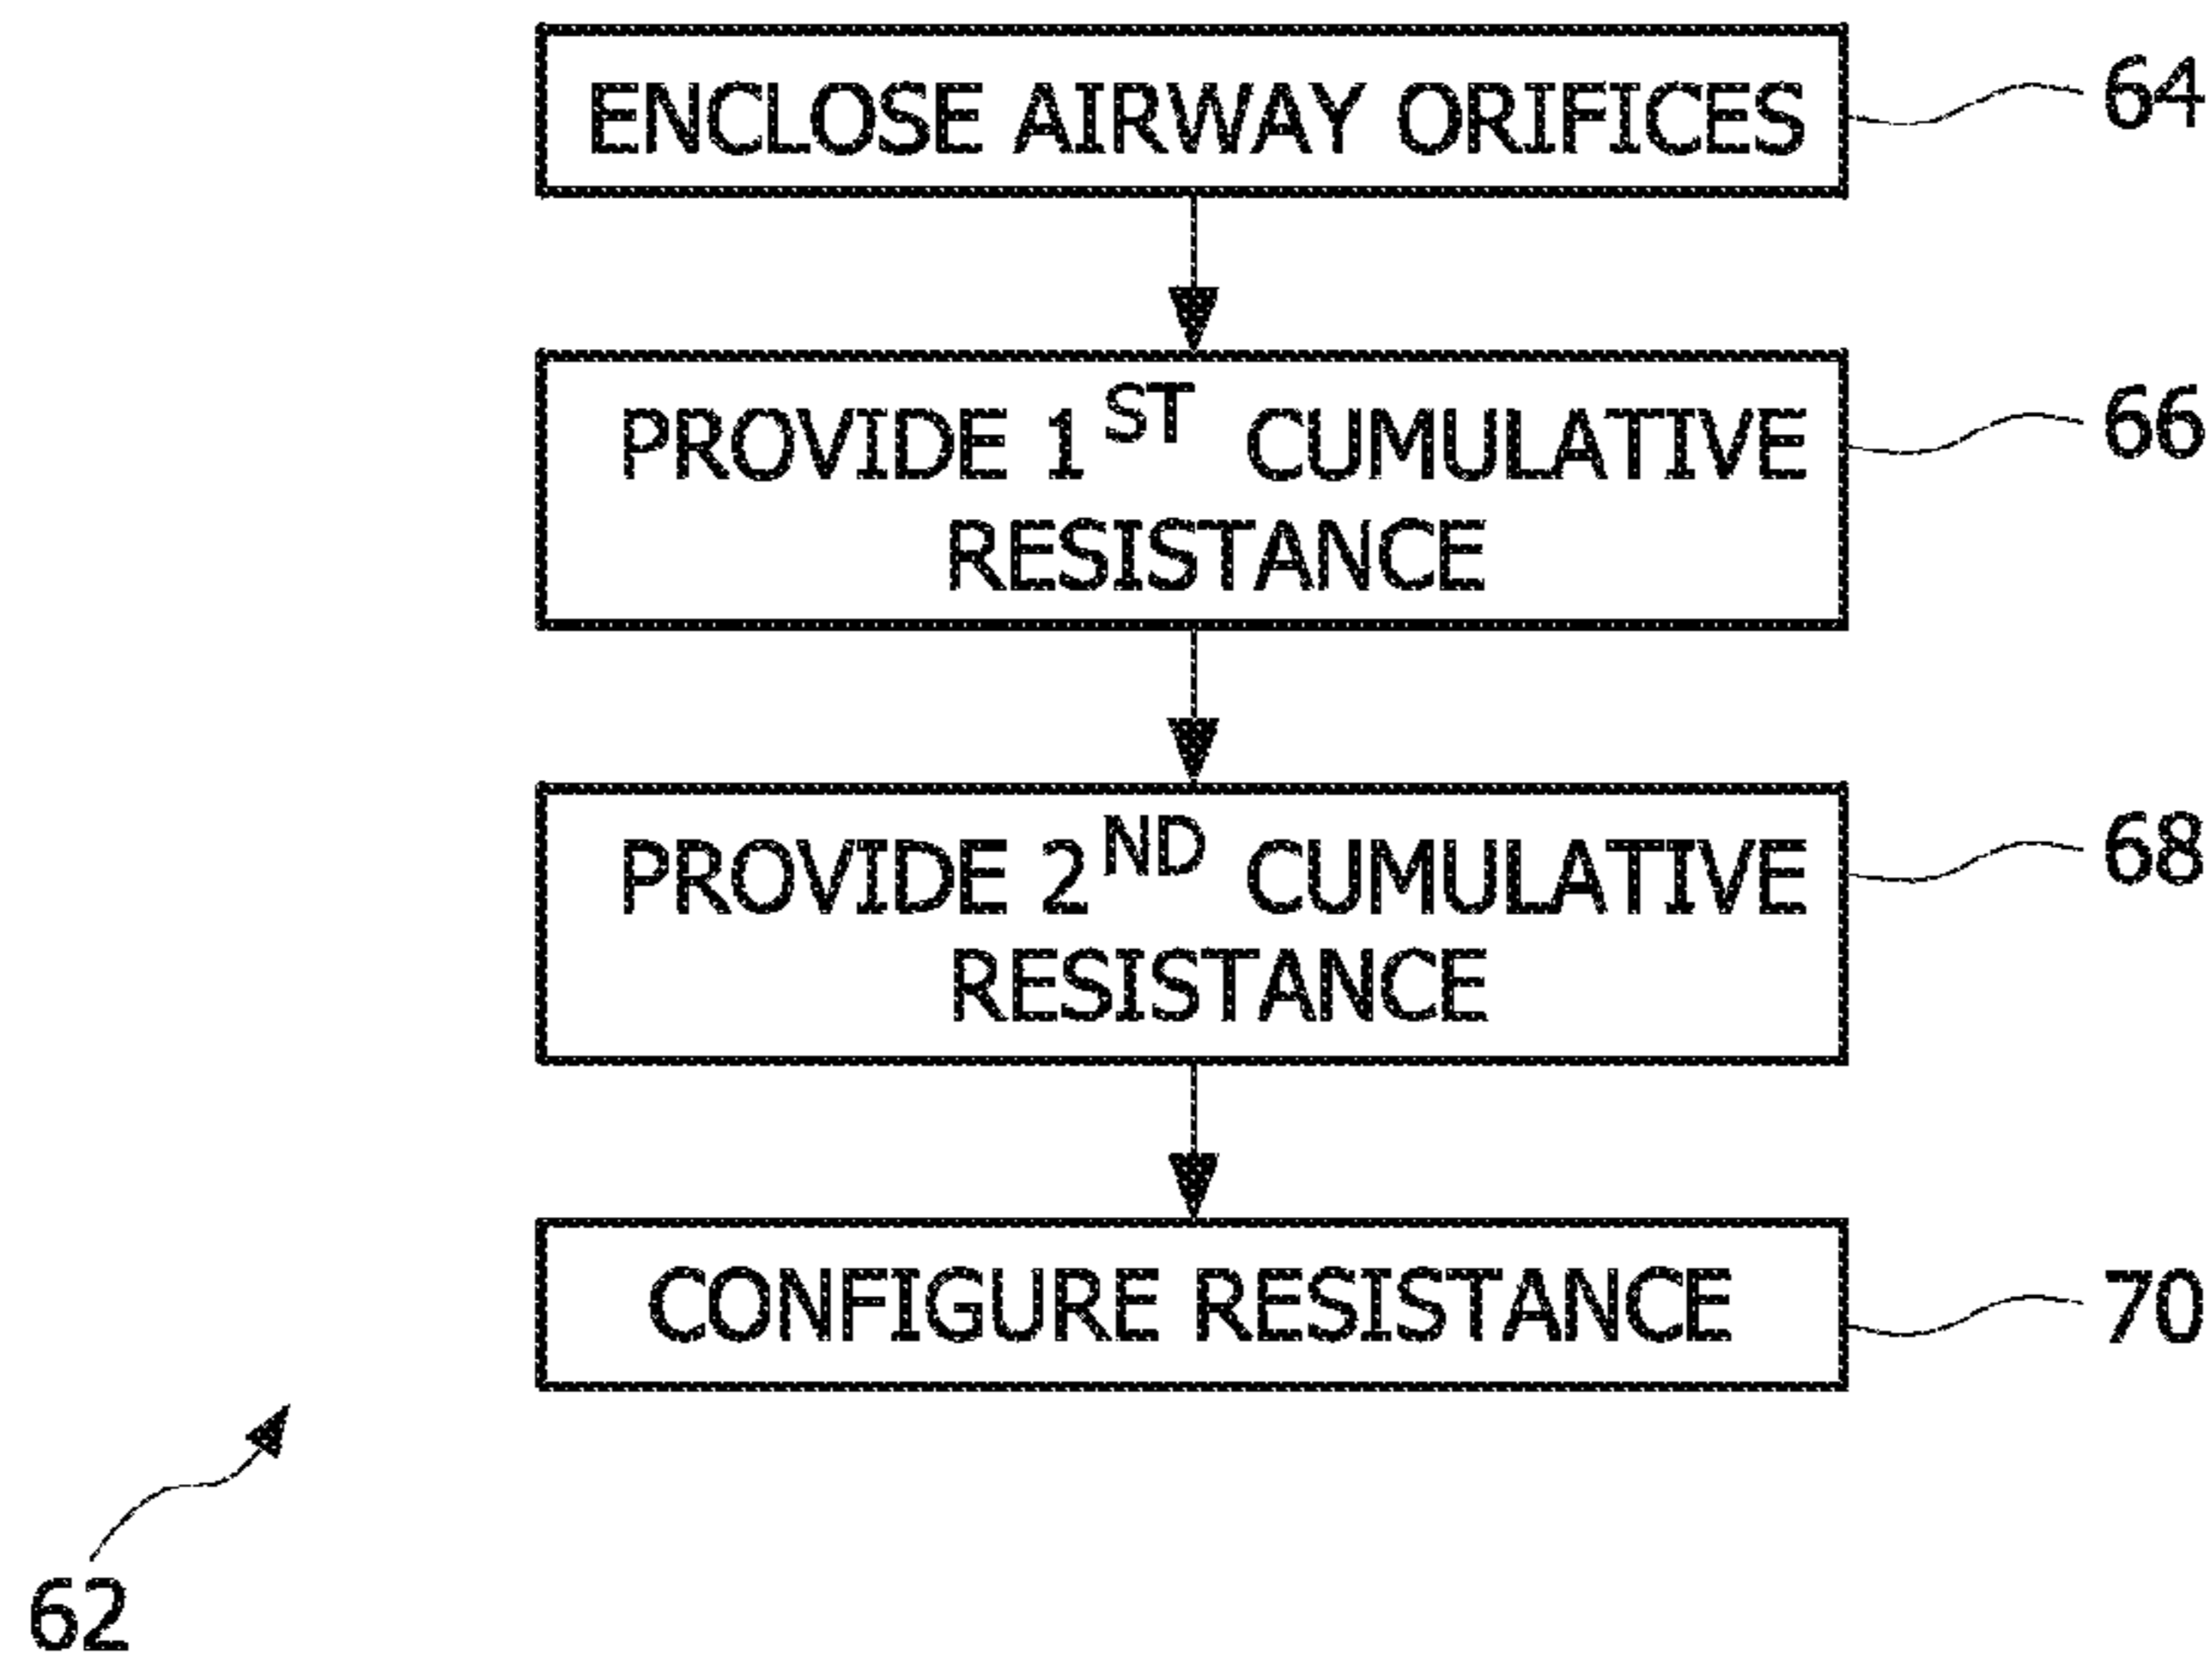 ENCLOSE AIRWAY ORIFICES
64
PROVIDE 1ST CUMULATIVE
RESISTANCE
66
PROVIDE 2ND CUMULATIVE
RESISTANCE
68
CONFIGURE RESISTANCE
70
62